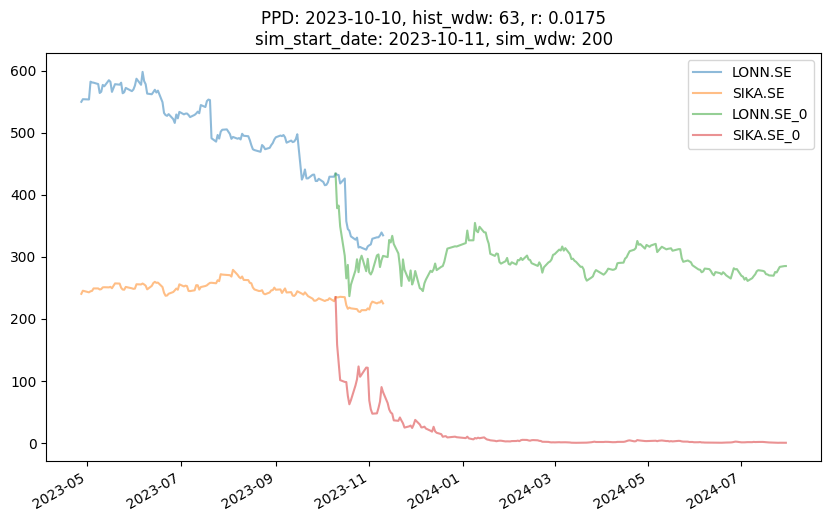 PPD: 2023-10-10, hist_wdw: 63, r: 0.0175
sim_start_date: 2023-10-11, sim_wdw: 200
LONN.SE
SIKA.SE
LONN.SE_0
SIKA.SE_0
600
500
400
300
200
100
0
2023-05
2023-07
2023-09
2023-11
2024-01
2024-03
2024-05
2024-07